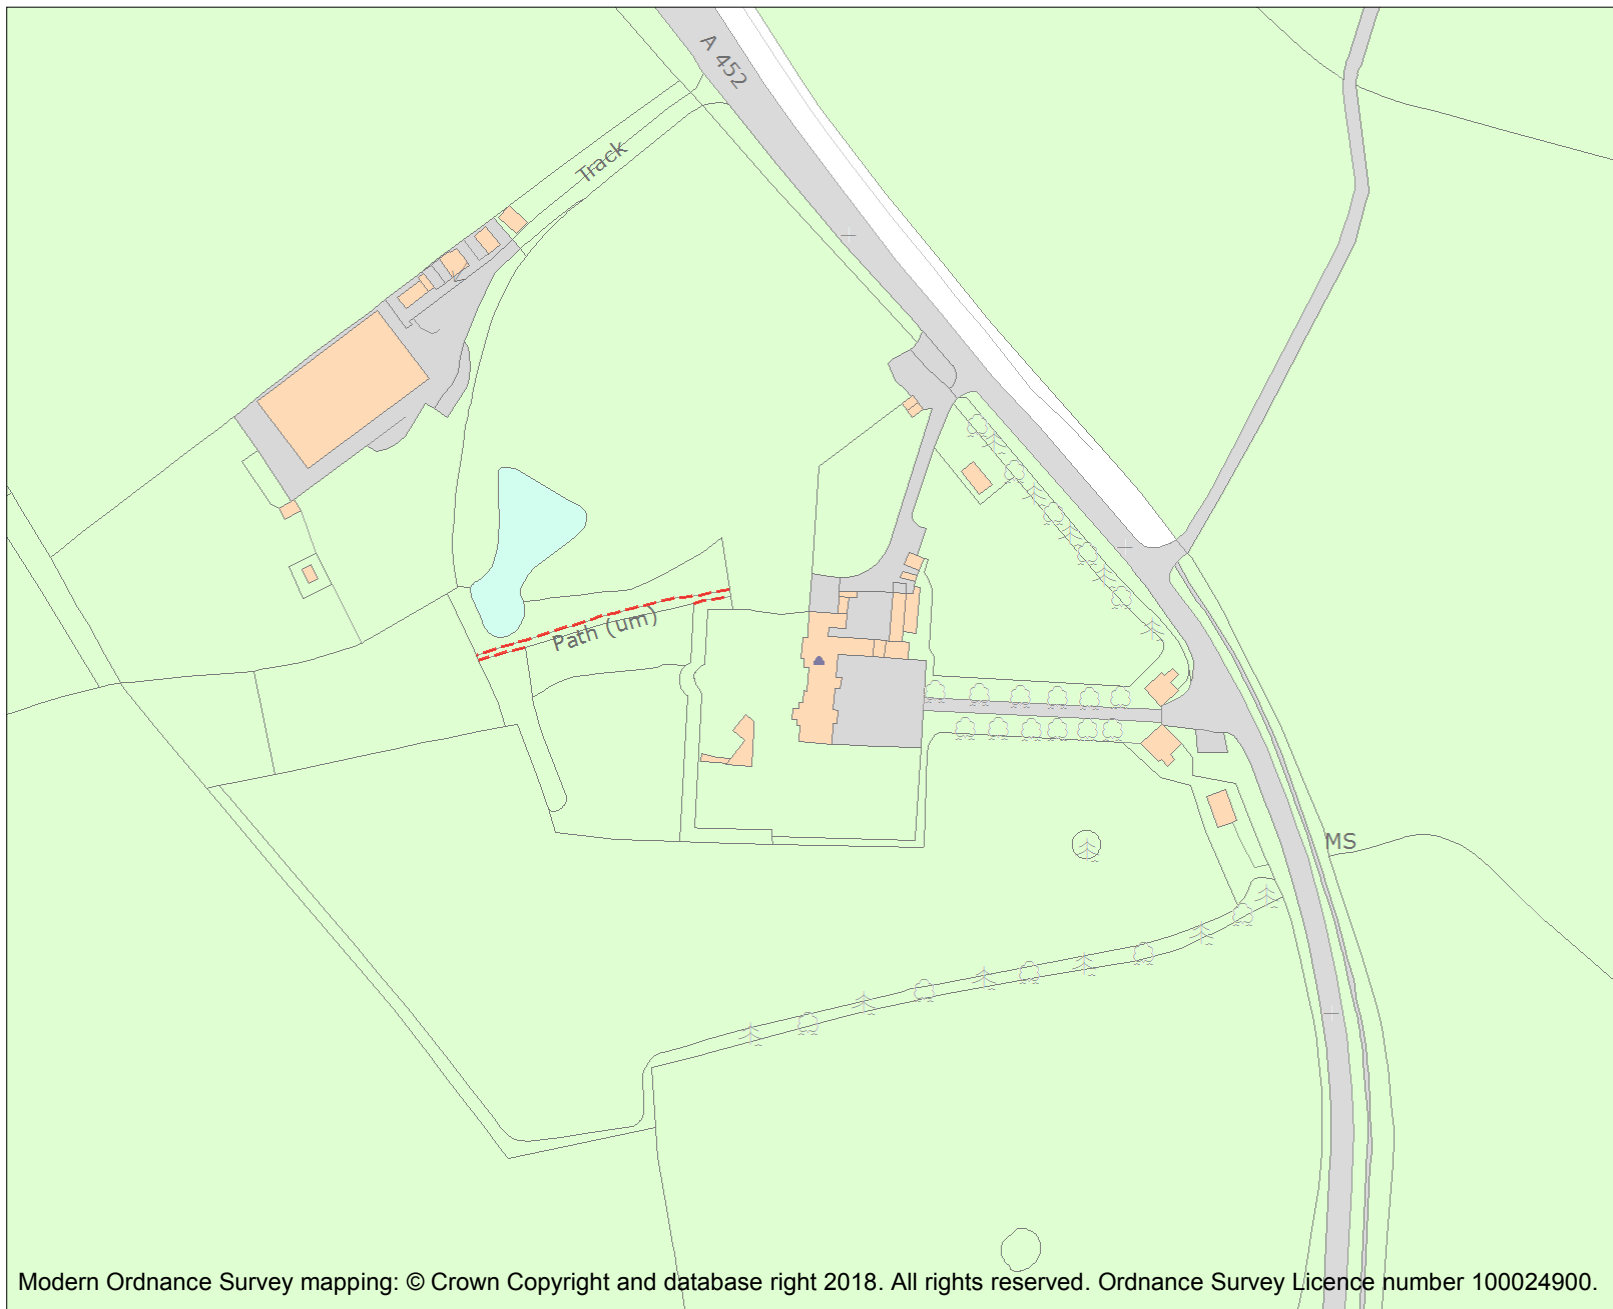 A 452
Track
Path (um)
MS
Modern Ordnance Survey mapping: © Crown Copyright and database right 2018. All rights reserved. Ordnance Survey Licence number 100024900.